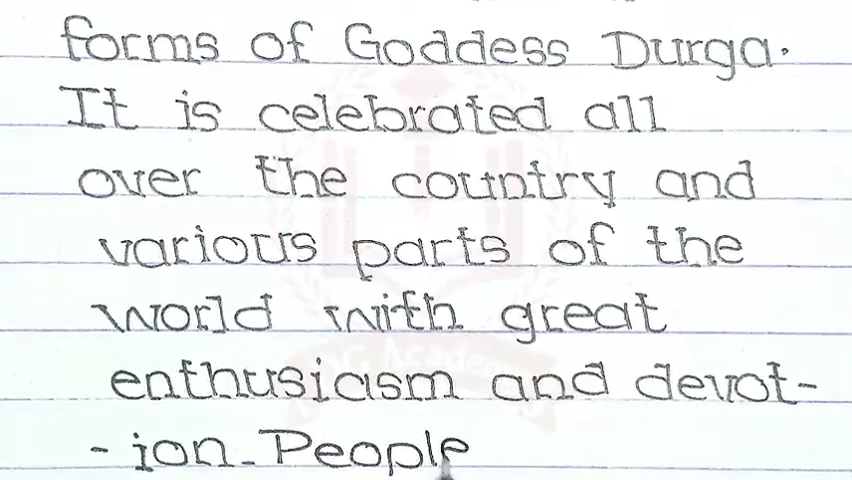 forms of Goddess Durga.
It is celebrated all
over the country and
various parts of the
world with great
enthusiasm and devot-
- ion. People